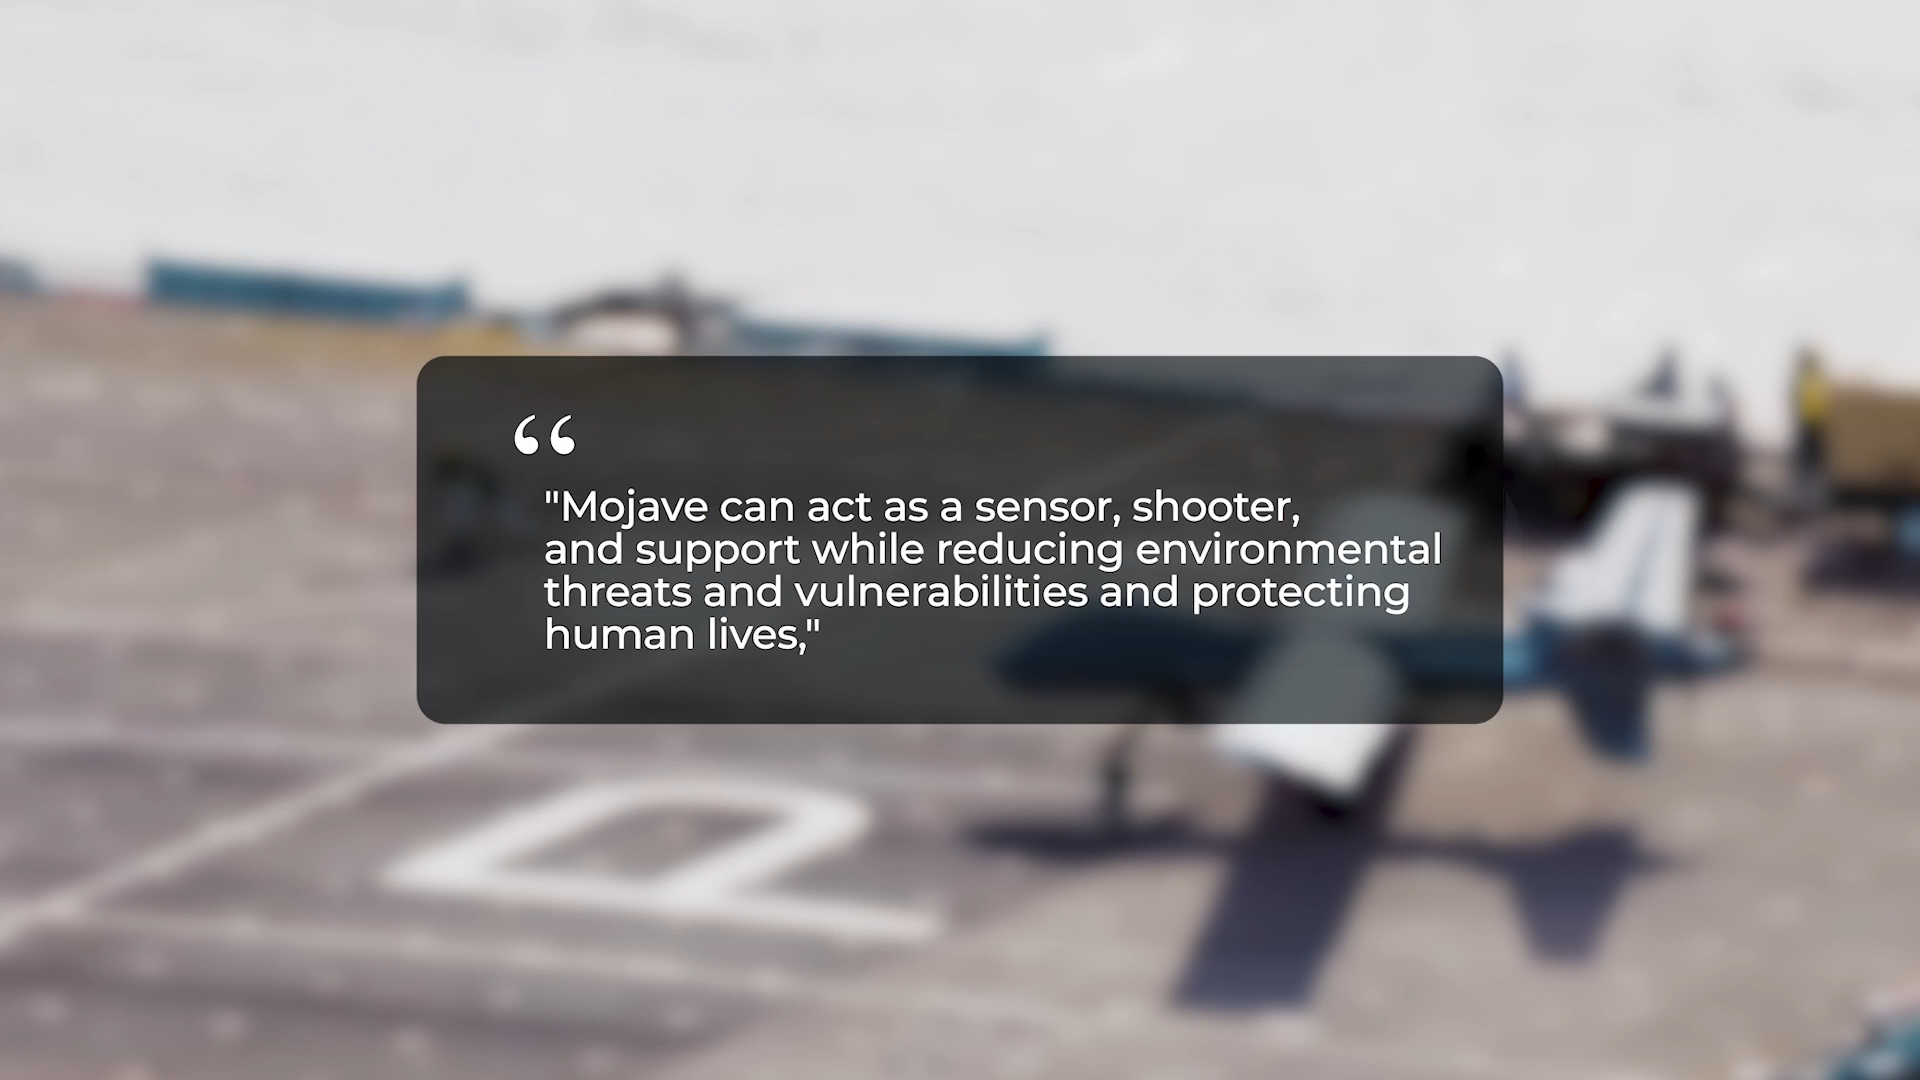 “
"Mojave can act as a sensor, shooter,
and support while reducing environmental
threats and vulnerabilities and protecting
human lives,"
P